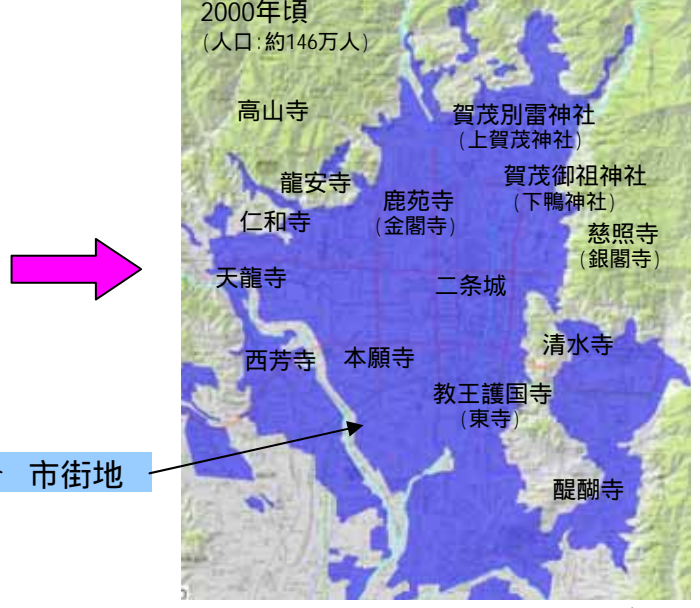 2000年頃
(人口:約146万人)
高山寺
賀茂別雷神社
(上賀茂神社)
龍安寺
賀茂御祖神社
(下鴨神社)
鹿苑寺
(金閣寺)
仁和寺
慈照寺
(銀閣寺)
天龍寺
二条城
清水寺
西芳寺
本願寺
教王護国寺
(東寺)
市街地
醍醐寺